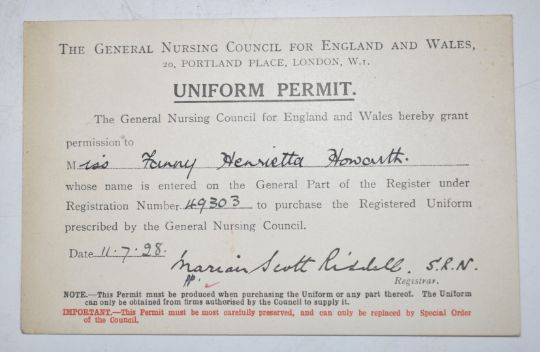 THE GENERAL NURSING COUNCIL FOR ENGLAND AND WALES,
20, PORTLAND PLACE, LONDON, W.1.
UNIFORM PERMIT.
The General Nursing Council for England and Wales hereby grant
permission to
Miss Fanny Henrietta Howarth.
whose name is entered on the General Part of the Register under
Registration Number 49303 to purchase the Registered Uniform
prescribed by the General Nursing Council.
Date 11.7.28.
Marian Scott Riddell. S.R.N.
pp.
Registrar.
NOTE.—This Permit must be produced when purchasing the Uniform or any part thereof. The Uniform
can only be obtained from firms authorised by the Council to supply it.
IMPORTANT.—This Permit must be most carefully preserved, and can only be replaced by Special Order
of the Council.